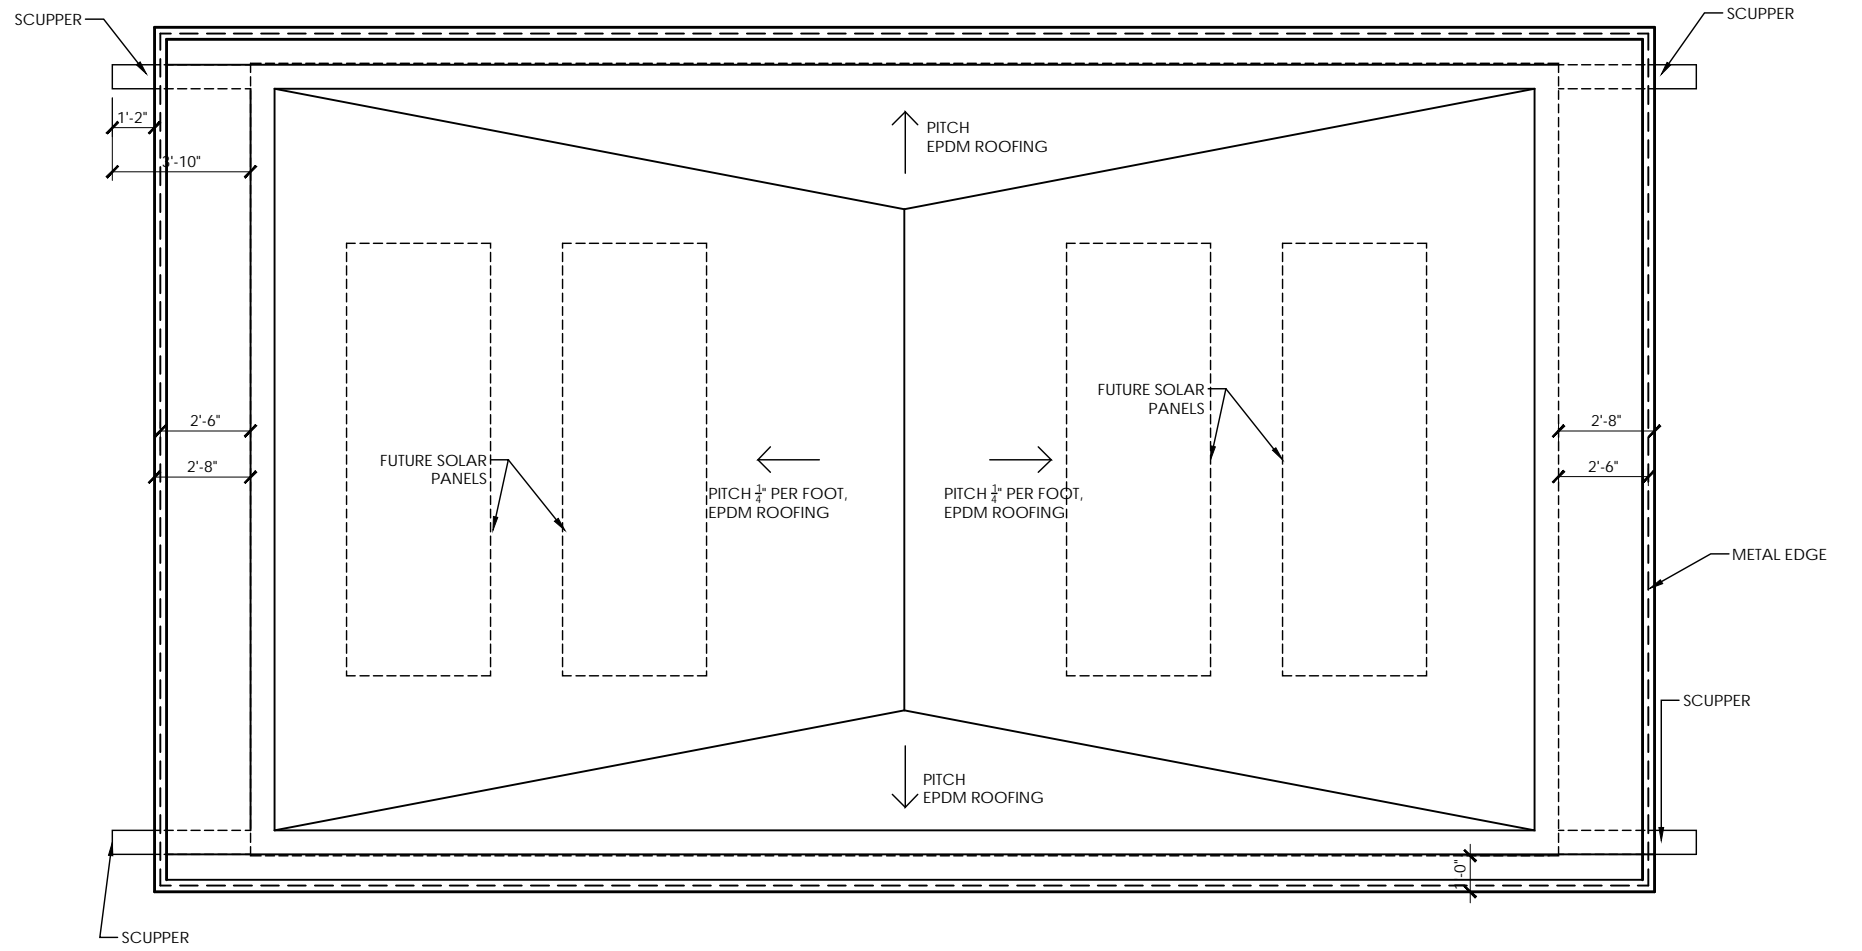 SCUPPER
SCUPPER
1'-2"
PITCH
EPDM ROOFING
3'-10"
FUTURE SOLAR
PANELS
2'-6"
2'-8"
FUTURE SOLAR
PANELS
2'-8"
2'-6"
PITCH 1/4" PER FOOT,
EPDM ROOFING
PITCH 1/4" PER FOOT,
EPDM ROOFING
METAL EDGE
SCUPPER
PITCH
EPDM ROOFING
SCUPPER